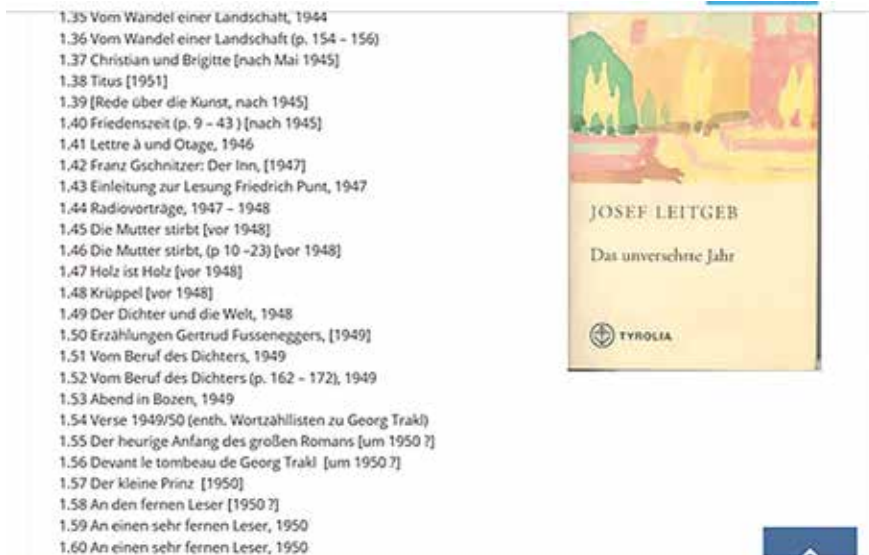 1.35 Vom Wandel einer Landschaft, 1944
1.36 Vom Wandel einer Landschaft (p. 154 – 156)
1.37 Christian und Brigitte [nach Mai 1945]
1.38 Titus [1951]
1.39 [Rede über die Kunst, nach 1945]
1.40 Friedenszeit (p. 9 – 43 ) [nach 1945]
1.41 Lettre à und Otage, 1946
1.42 Franz Gschnitzer: Der Inn, [1947]
1.43 Einleitung zur Lesung Friedrich Punt, 1947
1.44 Radiovorträge, 1947 – 1948
1.45 Die Mutter stirbt [vor 1948]
1.46 Die Mutter stirbt, (p 10 –23) [vor 1948]
1.47 Holz ist Holz [vor 1948]
1.48 Krüppel [vor 1948]
1.49 Der Dichter und die Welt, 1948
1.50 Erzählungen Gertrud Fusseneggers, [1949]
1.51 Vom Beruf des Dichters, 1949
1.52 Vom Beruf des Dichters (p. 162 – 172), 1949
1.53 Abend in Bozen, 1949
1.54 Verse 1949/50 (enth. Wortzähllisten zu Georg Trakl)
1.55 Der heurige Anfang des großen Romans [um 1950 ?]
1.56 Devant le tombeau de Georg Trakl [um 1950 ?]
1.57 Der kleine Prinz [1950]
1.58 An den fernen Leser [1950 ?]
1.59 An einen sehr fernen Leser, 1950
1.60 An einen sehr fernen Leser, 1950
JOSEF LEITGEB
Das unversehrte Jahr
TYROLIA